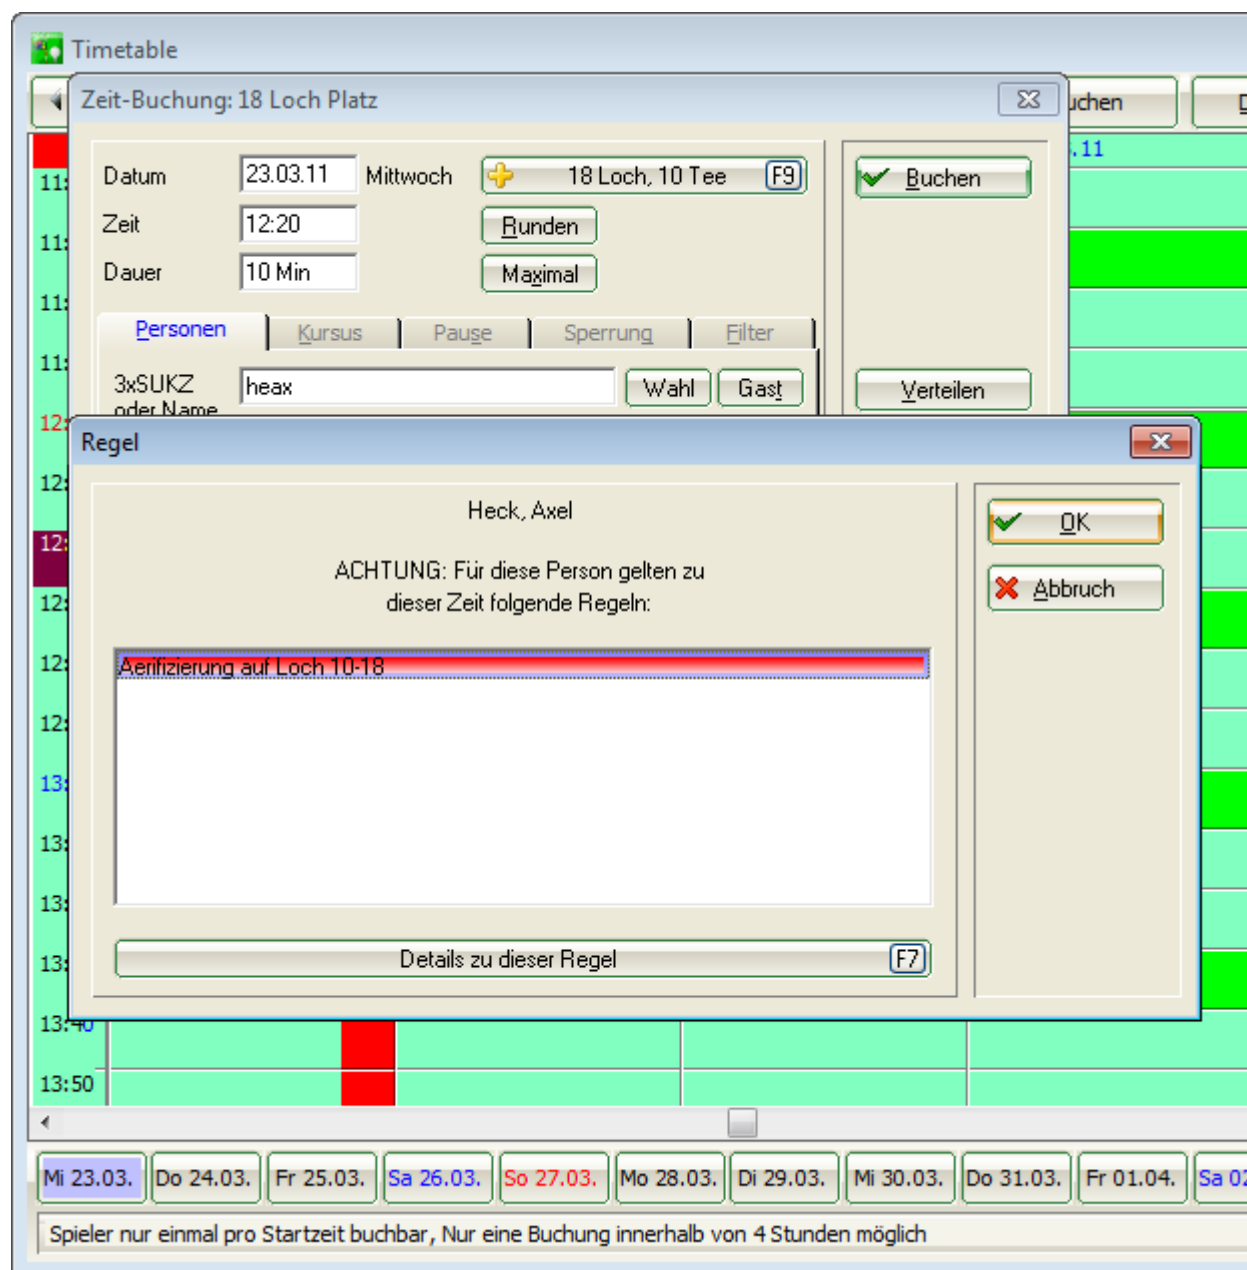 Timetable
Zeit-Buchung: 18 Loch Platz
uchen
.11
Datum 23.03.11 Mittwoch 18 Loch, 10 Tee F9 Buchen
Zeit 12:20 Runden
Dauer 10 Min Maximal
Personen Kursus Pause Sperrung Filter
3xSUKZ heax Wahl Gast Verteilen
oder Name
Regel
Heck, Axel
OK
ACHTUNG: Für diese Person gelten zu
dieser Zeit folgende Regeln:
Abbruch
Aerifizierung auf Loch 10-18
Details zu dieser Regel F7
13:40
13:50
Mi 23.03. Do 24.03. Fr 25.03. Sa 26.03. So 27.03. Mo 28.03. Di 29.03. Mi 30.03. Do 31.03. Fr 01.04. Sa 02
Spieler nur einmal pro Startzeit buchbar, Nur eine Buchung innerhalb von 4 Stunden möglich